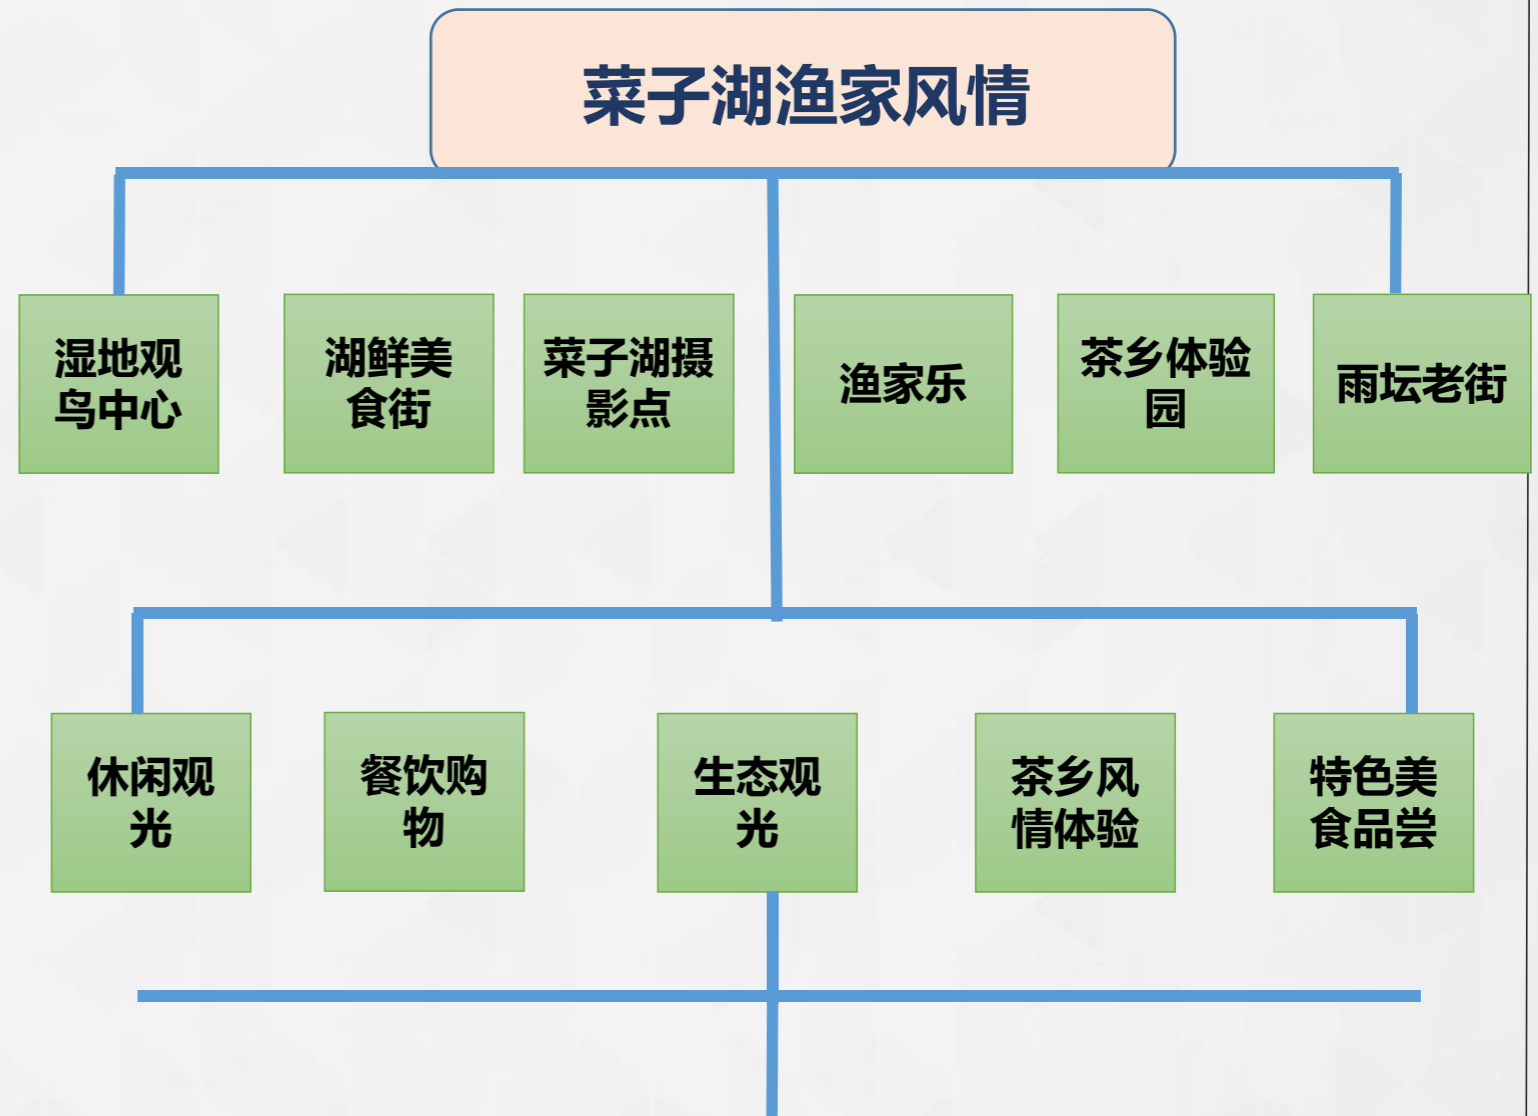 菜子湖渔家风情
湿地观
鸟中心
湖鲜美
食街
菜子湖摄
影点
渔家乐
茶乡体验
园
雨坛老街
休闲观
光
餐饮购
物
生态观
光
茶乡风
情体验
特色美
食品尝